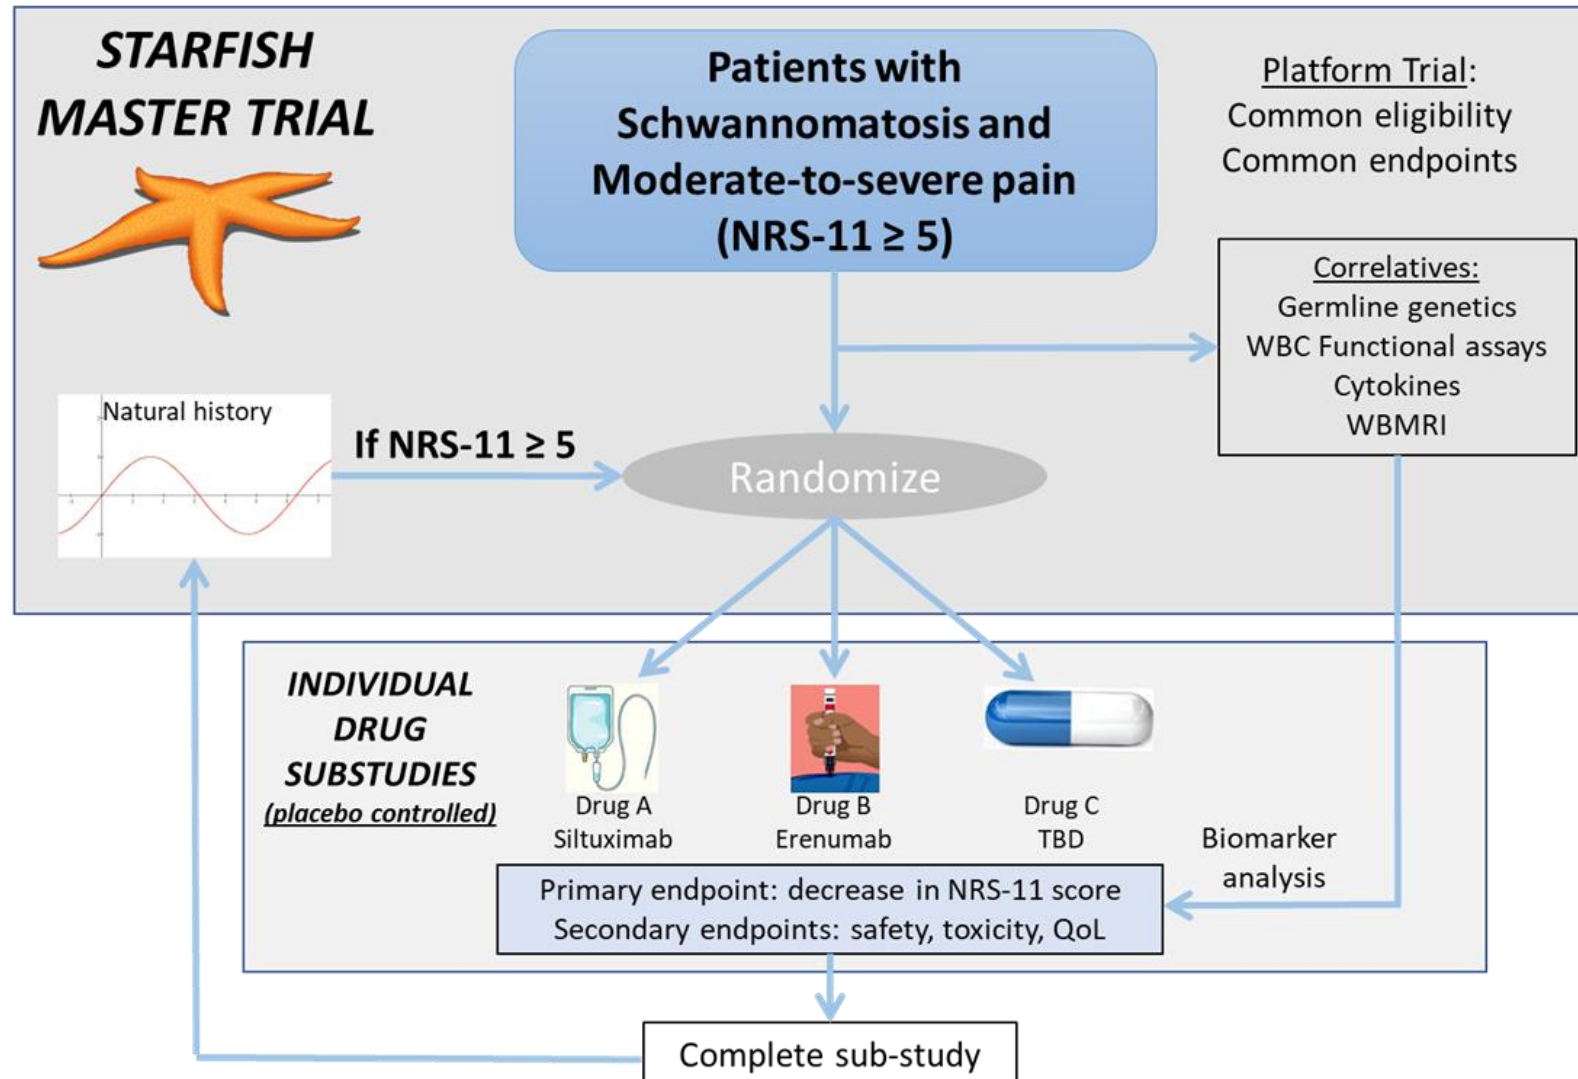 STARFISH
MASTER TRIAL
Patients with
Schwannomatosis and
Moderate-to-severe pain
(NRS-11 ≥ 5)
Platform Trial:
Common eligibility
Common endpoints
Correlatives:
Germline genetics
WBC Functional assays
Cytokines
WBMRI
Natural history
If NRS-11 ≥ 5
Randomize
INDIVIDUAL
DRUG
SUBSTUDIES
(placebo controlled)
Drug A
Siltuximab
Drug B
Erenumab
Drug C
TBD
Biomarker
analysis
Primary endpoint: decrease in NRS-11 score
Secondary endpoints: safety, toxicity, QoL
Complete sub-study